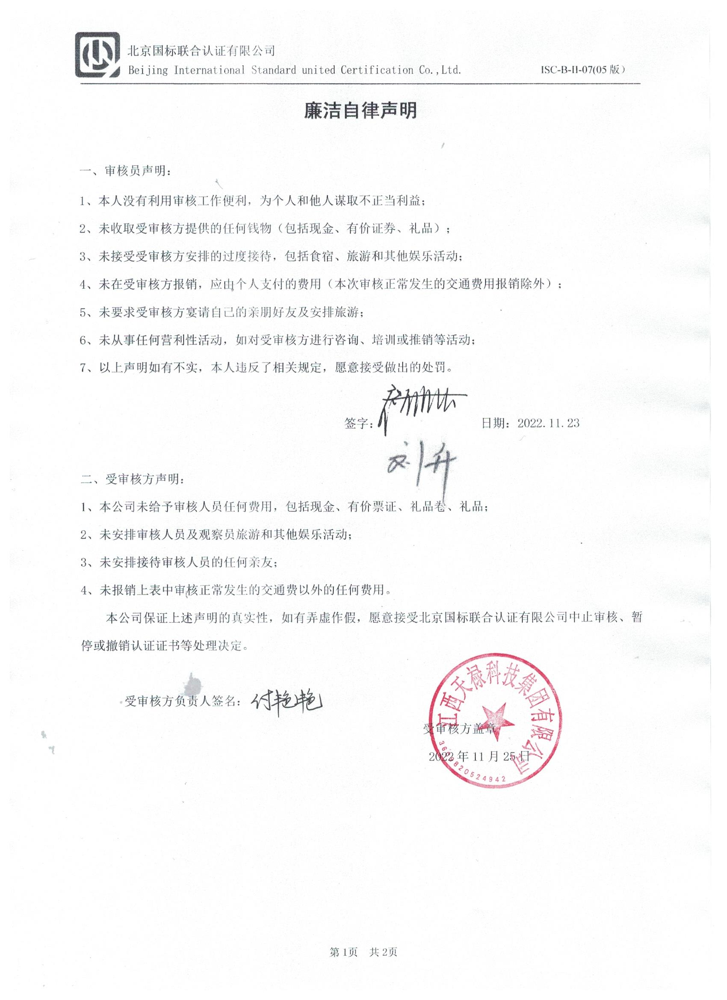 北京国标联合认证有限公司
Beijing International Standard united Certification Co.,Ltd.
ISC-B-II-07(05版）
廉洁自律声明
一、审核员声明：
1、本人没有利用审核工作便利，为个人和他人谋取不正当利益；
2、未收取受审核方提供的任何钱物（包括现金、有价证券、礼品）；
3、未接受受审核方安排的过度接待，包括食宿、旅游和其他娱乐活动；
4、未在受审核方报销，应由个人支付的费用（本次审核正常发生的交通费用报销除外）；
5、未要求受审核方宴请自己的亲朋好友及安排旅游；
6、未从事任何营利性活动，如对受审核方进行咨询、培训或推销等活动；
7、以上声明如有不实，本人违反了相关规定，愿意接受做出的处罚。
签字： 日期：2022.11.23
刘升
二、受审核方声明：
1、本公司未给予审核人员任何费用，包括现金、有价票证、礼品卷、礼品；
2、未安排审核人员及观察员旅游和其他娱乐活动；
3、未安排接待审核人员的任何亲友；
4、未报销上表中审核正常发生的交通费以外的任何费用。
本公司保证上述声明的真实性，如有弄虚作假，愿意接受北京国标联合认证有限公司中止审核、暂
停或撤销认证证书等处理决定。
受审核方负责人签名：付艳艳
江西天禄科技集团有限公司
受审核方盖章
2022年11月25日
3609820524942
第1页 共2页